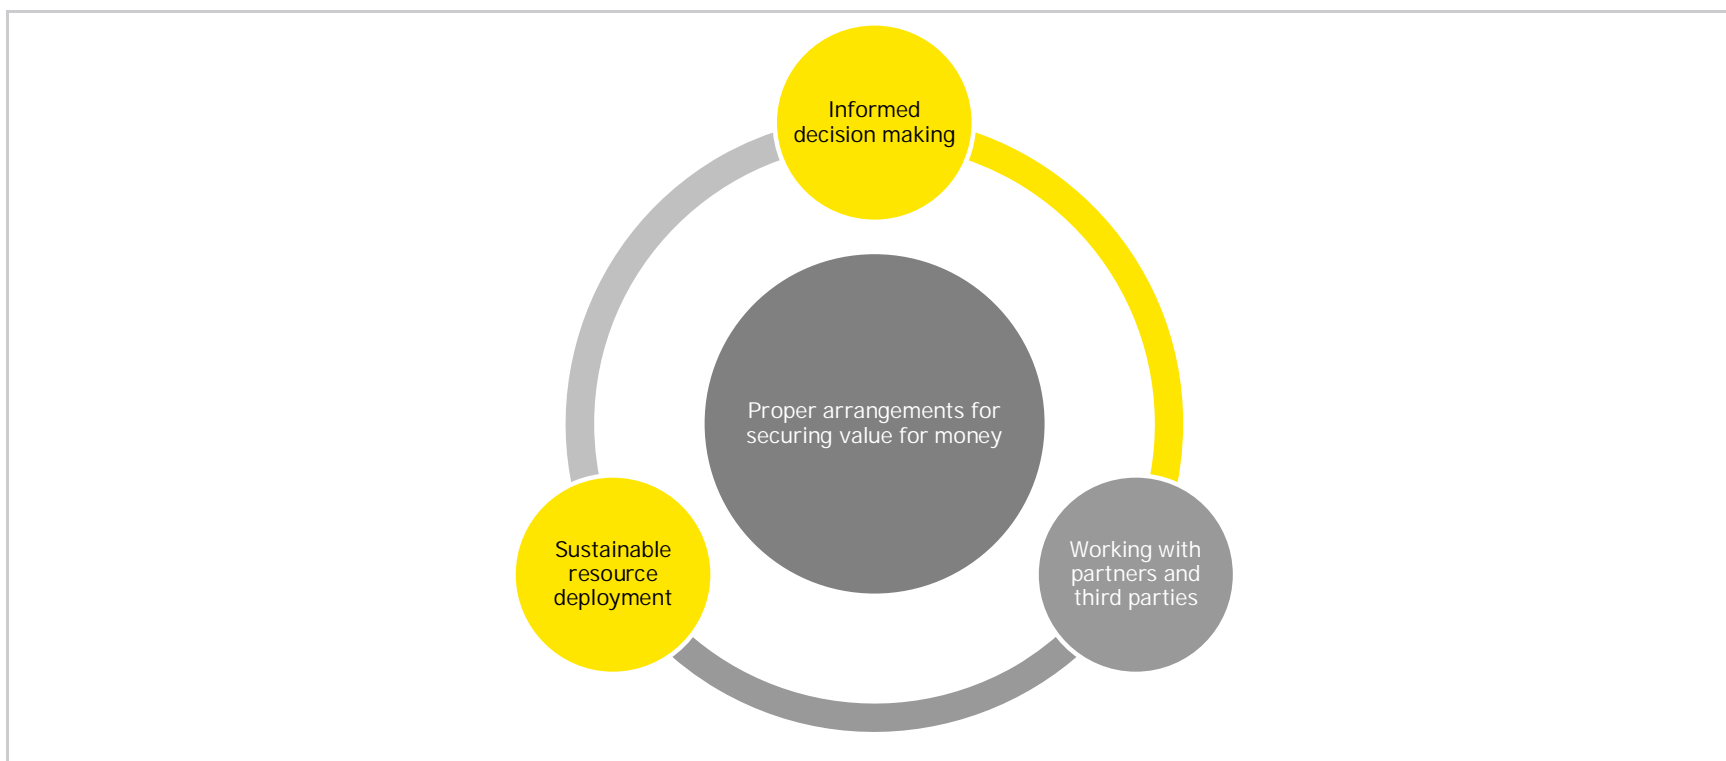 Informed
decision making
Proper arrangements for
securing value for money
Sustainable
resource
deployment
Working with
partners and
third parties